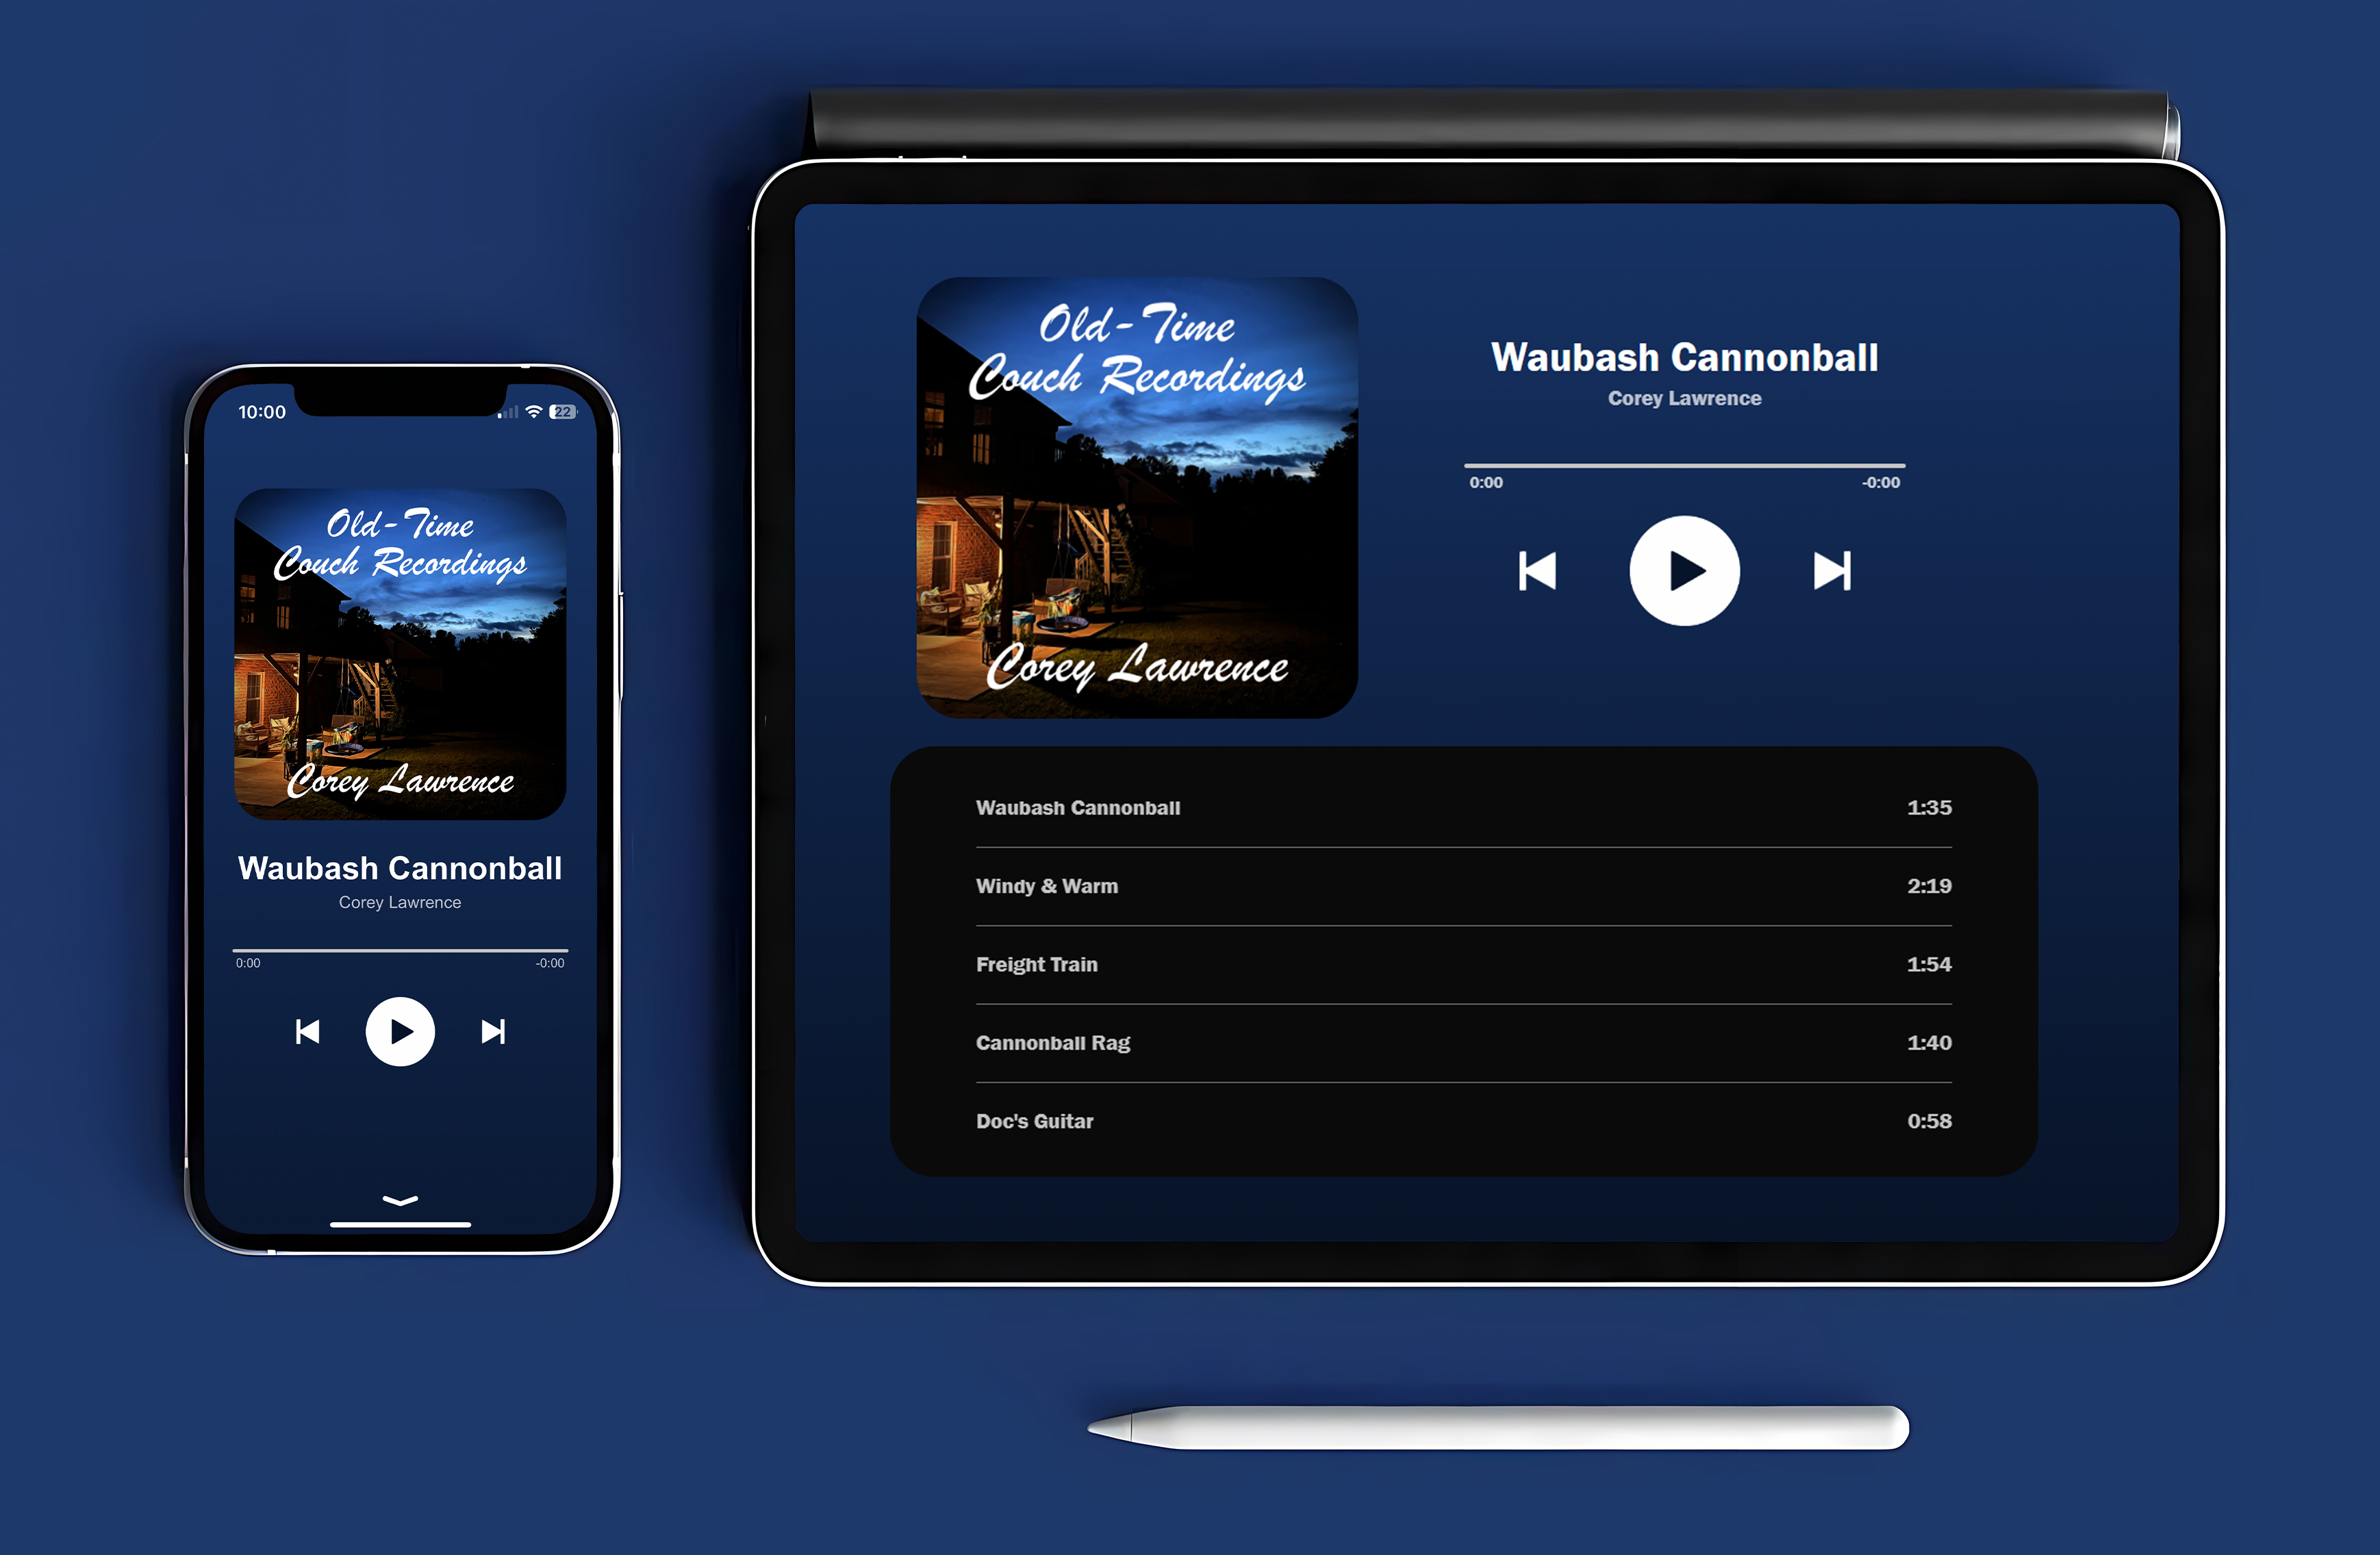 10:00
22
Old-Time
Couch Recordings
Corey Lawrence
Waubash Cannonball
Corey Lawrence
0:00 -0:00
Old-Time
Couch Recordings
Corey Lawrence
Waubash Cannonball
Corey Lawrence
0:00 -0:00
Waubash Cannonball 1:35
Windy & Warm 2:19
Freight Train 1:54
Cannonball Rag 1:40
Doc's Guitar 0:58